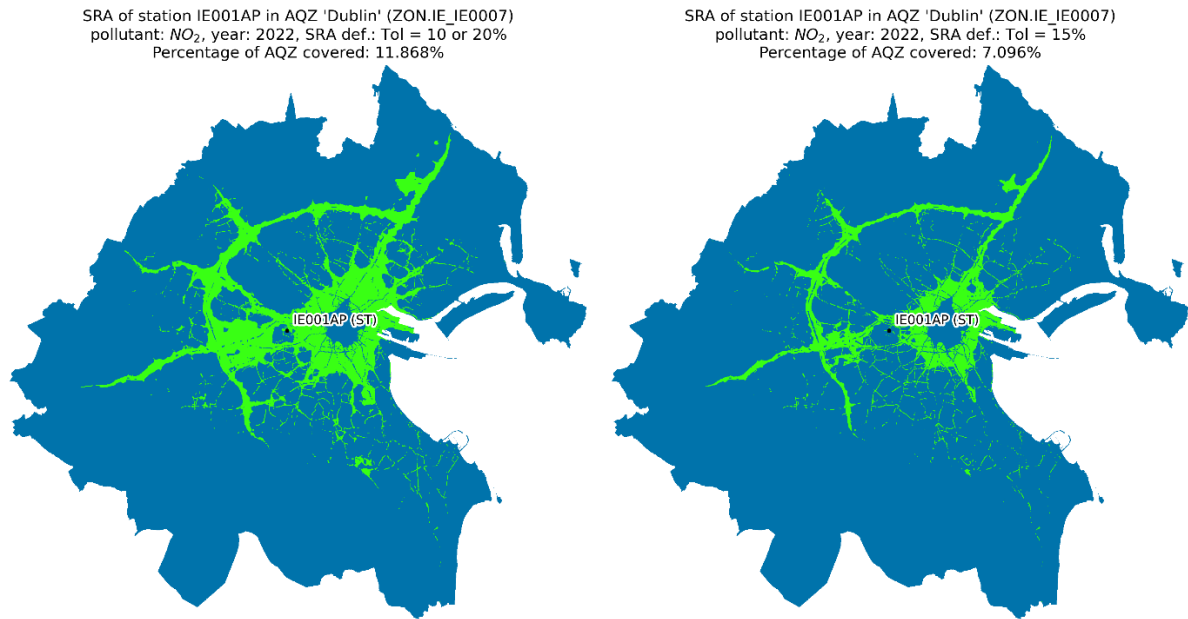 SRA of station IE001AP in AQZ 'Dublin' (ZON.IE_IE0007)
pollutant: NO₂, year: 2022, SRA def.: Tol = 10 or 20%
Percentage of AQZ covered: 11.868%
IE001AP (ST)
SRA of station IE001AP in AQZ 'Dublin' (ZON.IE_IE0007)
pollutant: NO₂, year: 2022, SRA def.: Tol = 15%
Percentage of AQZ covered: 7.096%
IE001AP (ST)